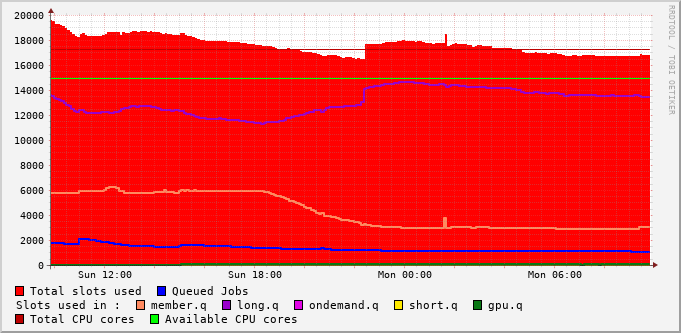 20000
18000
16000
14000
12000
10000
8000
6000
4000
2000
0
Sun 12:00 Sun 18:00 Mon 00:00 Mon 06:00
Total slots used Queued Jobs
Slots used in : member.q long.q ondemand.q short.q gpu.q
Total CPU cores Available CPU cores
RRDTOOL / TOBI OETIKER